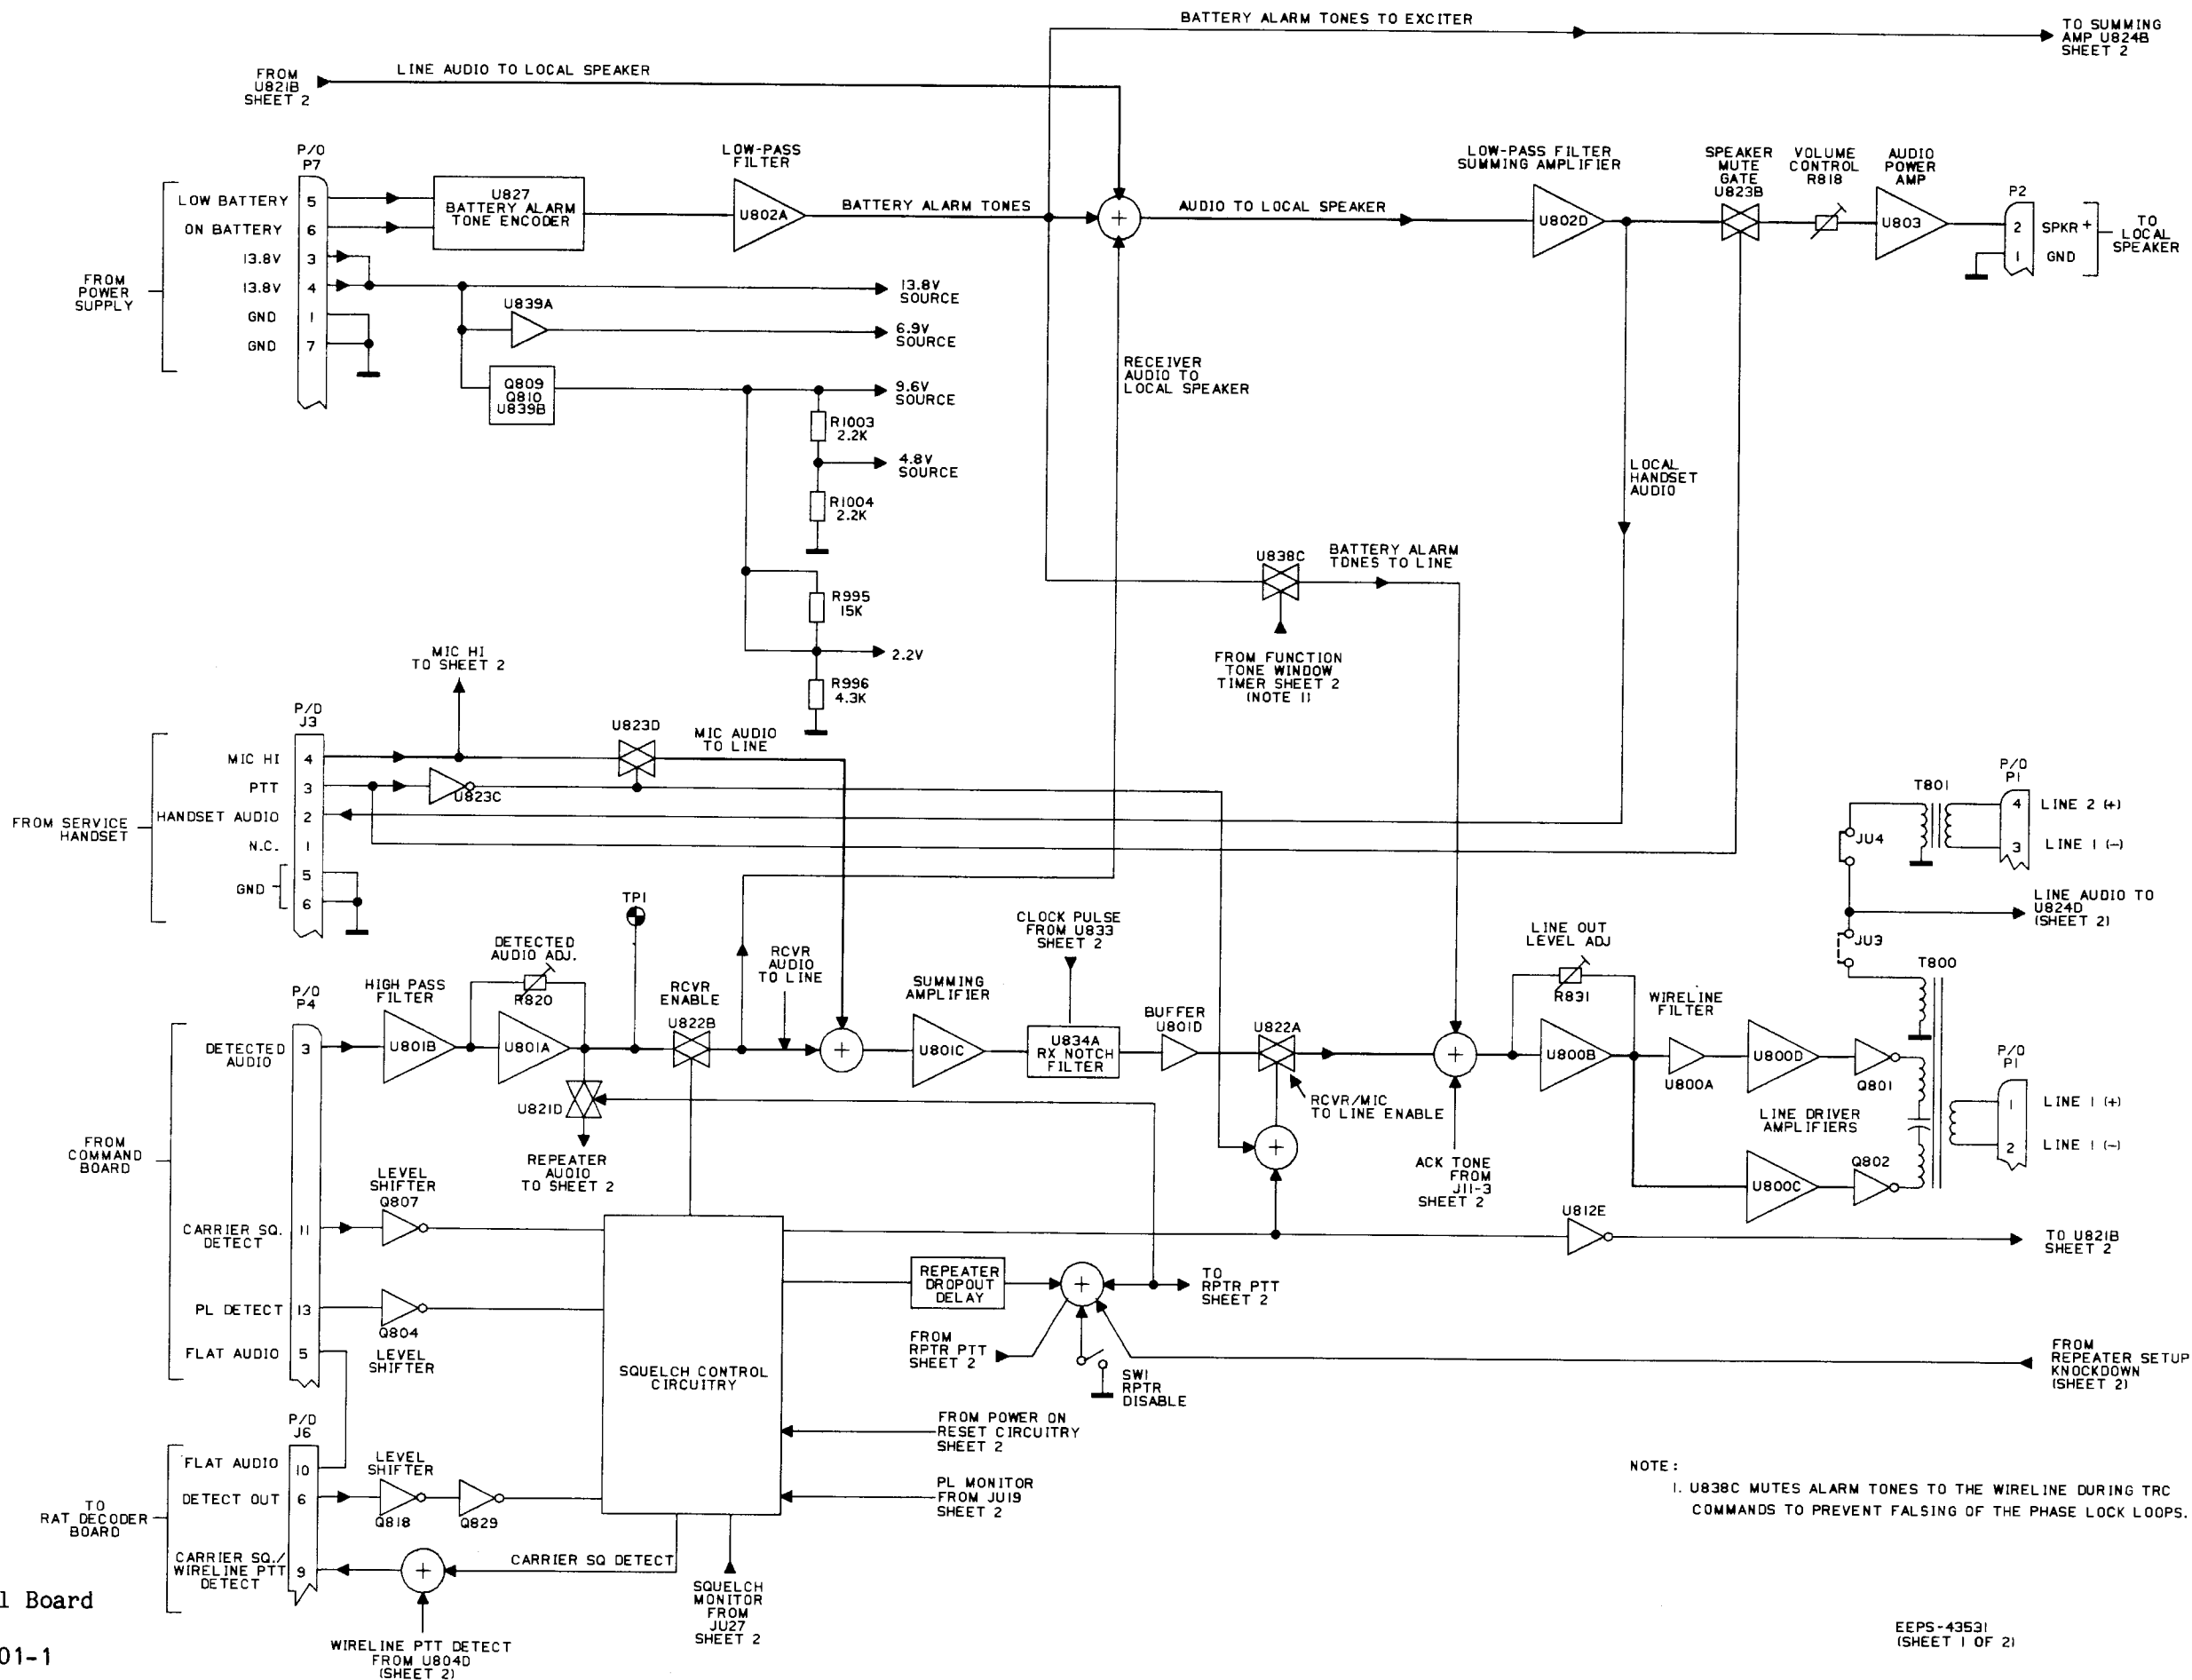 BATTERY ALARM TONES TO EXCITER
TO SUMMING
AMP U824B
SHEET 2
FROM
U821B
SHEET 2
LINE AUDIO TO LOCAL SPEAKER
P/O
P7
LOW BATTERY 5
ON BATTERY 6
13.8V 3
13.8V 4
GND 1
GND 7
FROM
POWER
SUPPLY
U827
BATTERY ALARM
TONE ENCODER
LOW-PASS
FILTER
U802A
BATTERY ALARM TONES
+
AUDIO TO LOCAL SPEAKER
LOW-PASS FILTER
SUMMING AMPLIFIER
U802D
SPEAKER
MUTE
GATE
U823B
VOLUME
CONTROL
R818
AUDIO
POWER
AMP
U803
P2
2 SPKR +
1 GND
TO
LOCAL
SPEAKER
13.8V
SOURCE
U839A
6.9V
SOURCE
Q809
Q810
U839B
9.6V
SOURCE
R1003
2.2K
4.8V
SOURCE
R1004
2.2K
R995
15K
2.2V
R996
4.3K
RECEIVER
AUDIO TO
LOCAL SPEAKER
LOCAL
HANDSET
AUDIO
U838C
BATTERY ALARM
TONES TO LINE
FROM FUNCTION
TONE WINDOW
TIMER SHEET 2
(NOTE 1)
MIC HI
TO SHEET 2
P/O
J3
MIC HI 4
PTT 3
HANDSET AUDIO 2
N.C. 1
GND 5
6
FROM SERVICE
HANDSET
U823D
MIC AUDIO
TO LINE
U823C
T801
P/O
P1
4 LINE 2 (+)
3 LINE 1 (-)
JU4
LINE AUDIO TO
U824D
(SHEET 2)
JU3
T800
TP1
CLOCK PULSE
FROM U833
SHEET 2
LINE OUT
LEVEL ADJ
R831
DETECTED
AUDIO ADJ.
R820
RCVR
AUDIO
TO LINE
P/O
P4
HIGH PASS
FILTER
U801B
U801A
RCVR
ENABLE
U822B
+
SUMMING
AMPLIFIER
U801C
U834A
RX NOTCH
FILTER
BUFFER
U801D
U822A
RCVR/MIC
TO LINE ENABLE
+
U800B
WIRELINE
FILTER
U800A
U800D
Q801
LINE DRIVER
AMPLIFIERS
U800C
Q802
P/O
P1
1 LINE 1 (+)
2 LINE 1 (-)
DETECTED
AUDIO
3
U821D
REPEATER
AUDIO
TO SHEET 2
+
ACK TONE
FROM
J11-3
SHEET 2
FROM
COMMAND
BOARD
LEVEL
SHIFTER
Q807
CARRIER SQ.
DETECT
11
PL DETECT 13
Q804
LEVEL
SHIFTER
FLAT AUDIO 5
SQUELCH CONTROL
CIRCUITRY
U812E
TO U821B
SHEET 2
REPEATER
DROPOUT
DELAY
+
TO
RPTR PTT
SHEET 2
FROM
RPTR PTT
SHEET 2
SW1
RPTR
DISABLE
FROM
REPEATER SETUP
KNOCKDOWN
(SHEET 2)
FROM POWER ON
RESET CIRCUITRY
SHEET 2
PL MONITOR
FROM JU19
SHEET 2
P/O
J6
FLAT AUDIO 10
DETECT OUT 6
CARRIER SQ./
WIRELINE PTT
DETECT
9
TO
RAT DECODER
BOARD
LEVEL
SHIFTER
Q818
Q829
+
CARRIER SQ DETECT
WIRELINE PTT DETECT
FROM U804D
(SHEET 2)
SQUELCH
MONITOR
FROM
JU27
SHEET 2
NOTE:
1. U838C MUTES ALARM TONES TO THE WIRELINE DURING TRC
COMMANDS TO PREVENT FALSING OF THE PHASE LOCK LOOPS.
l Board
01-1
EEPS-43531
(SHEET 1 OF 2)